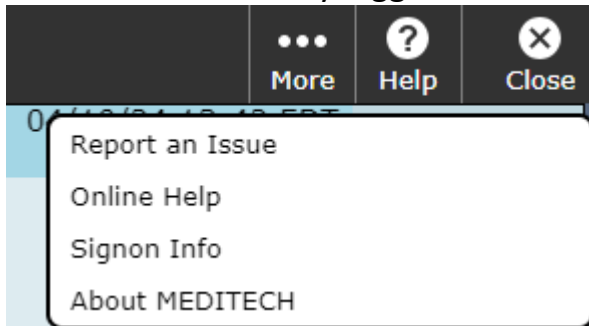 More Help Close
Report an Issue
Online Help
Signon Info
About MEDITECH